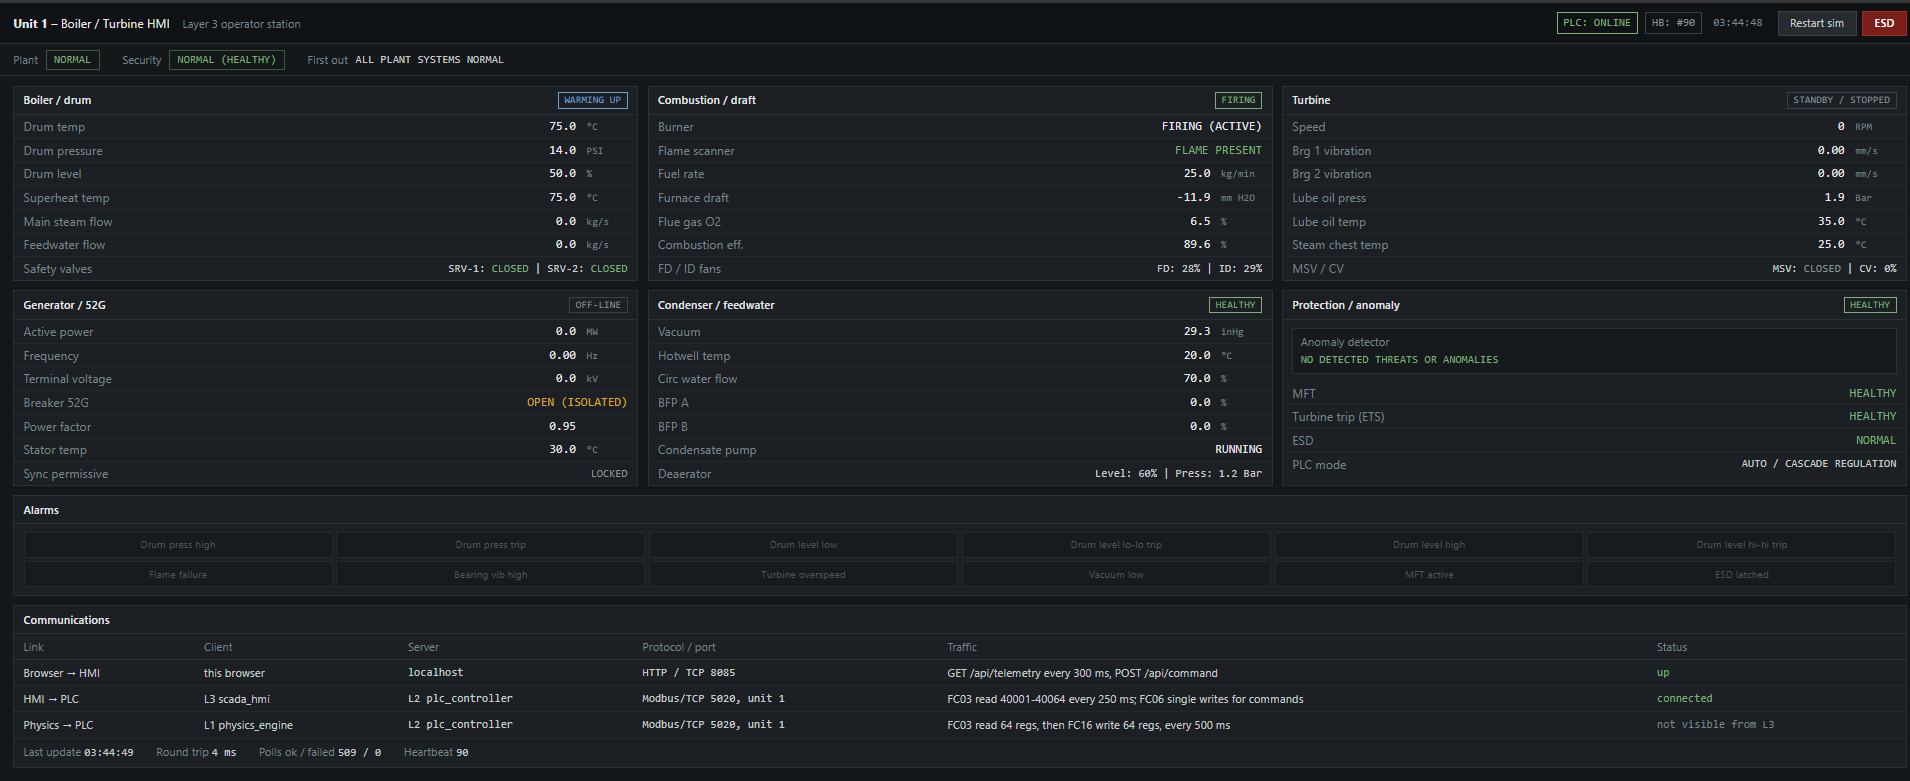 Unit 1 – Boiler / Turbine HMI Layer 3 operator station PLC: ONLINE HB: #90 03:44:48 Restart sim ESD
Plant NORMAL Security NORMAL (HEALTHY) First out ALL PLANT SYSTEMS NORMAL
Boiler / drum WARMING UP
Drum temp 75.0 °C
Drum pressure 14.0 PSI
Drum level 50.0 %
Superheat temp 75.0 °C
Main steam flow 0.0 kg/s
Feedwater flow 0.0 kg/s
Safety valves SRV-1: CLOSED | SRV-2: CLOSED
Combustion / draft FIRING
Burner FIRING (ACTIVE)
Flame scanner FLAME PRESENT
Fuel rate 25.0 kg/min
Furnace draft -11.9 mm H2O
Flue gas O2 6.5 %
Combustion eff. 89.6 %
FD / ID fans FD: 28% | ID: 29%
Turbine STANDBY / STOPPED
Speed 0 RPM
Brg 1 vibration 0.00 mm/s
Brg 2 vibration 0.00 mm/s
Lube oil press 1.9 Bar
Lube oil temp 35.0 °C
Steam chest temp 25.0 °C
MSV / CV MSV: CLOSED | CV: 0%
Generator / 52G OFF-LINE
Active power 0.0 MW
Frequency 0.00 Hz
Terminal voltage 0.0 kV
Breaker 52G OPEN (ISOLATED)
Power factor 0.95
Stator temp 30.0 °C
Sync permissive LOCKED
Condenser / feedwater HEALTHY
Vacuum 29.3 inHg
Hotwell temp 20.0 °C
Circ water flow 70.0 %
BFP A 0.0 %
BFP B 0.0 %
Condensate pump RUNNING
Deaerator Level: 60% | Press: 1.2 Bar
Protection / anomaly HEALTHY
Anomaly detector
NO DETECTED THREATS OR ANOMALIES
MFT HEALTHY
Turbine trip (ETS) HEALTHY
ESD NORMAL
PLC mode AUTO / CASCADE REGULATION
Alarms
Drum press high Drum press trip Drum level low Drum level lo-lo trip Drum level high Drum level hi-hi trip
Flame failure Bearing vib high Turbine overspeed Vacuum low MFT active ESD latched
Communications
Link Client Server Protocol / port Traffic Status
Browser → HMI this browser localhost HTTP / TCP 8085 GET /api/telemetry every 300 ms, POST /api/command up
HMI → PLC L3 scada_hmi L2 plc_controller Modbus/TCP 5020, unit 1 FC03 read 40001-40064 every 250 ms; FC06 single writes for commands connected
Physics → PLC L1 physics_engine L2 plc_controller Modbus/TCP 5020, unit 1 FC03 read 64 regs, then FC16 write 64 regs, every 500 ms not visible from L3
Last update 03:44:49 Round trip 4 ms Polls ok / failed 509 / 0 Heartbeat 90